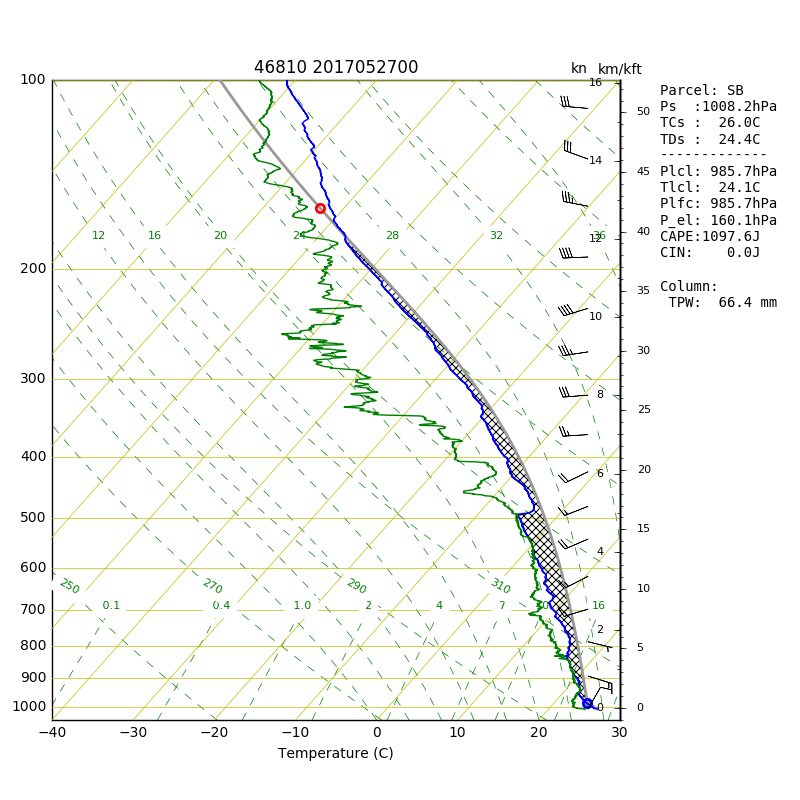 46810 2017052700
kn km/kft
100
200
300
400
500
600
700
800
900
1000
−40 −30 −20 −10 0 10 20 30
Temperature (C)
12 16 20 28 32
250 270 290 310
0.1 0.4 1.0 2 4 7 16
16
14
12
10
8
6
4
2
0
50
45
40
35
30
25
20
15
10
5
0
Parcel: SB
Ps :1008.2hPa
TCs : 26.0C
TDs : 24.4C
-------------
Plcl: 985.7hPa
Tlcl: 24.1C
Plfc: 985.7hPa
P_el: 160.1hPa
CAPE:1097.6J
CIN: 0.0J
Column:
TPW: 66.4 mm